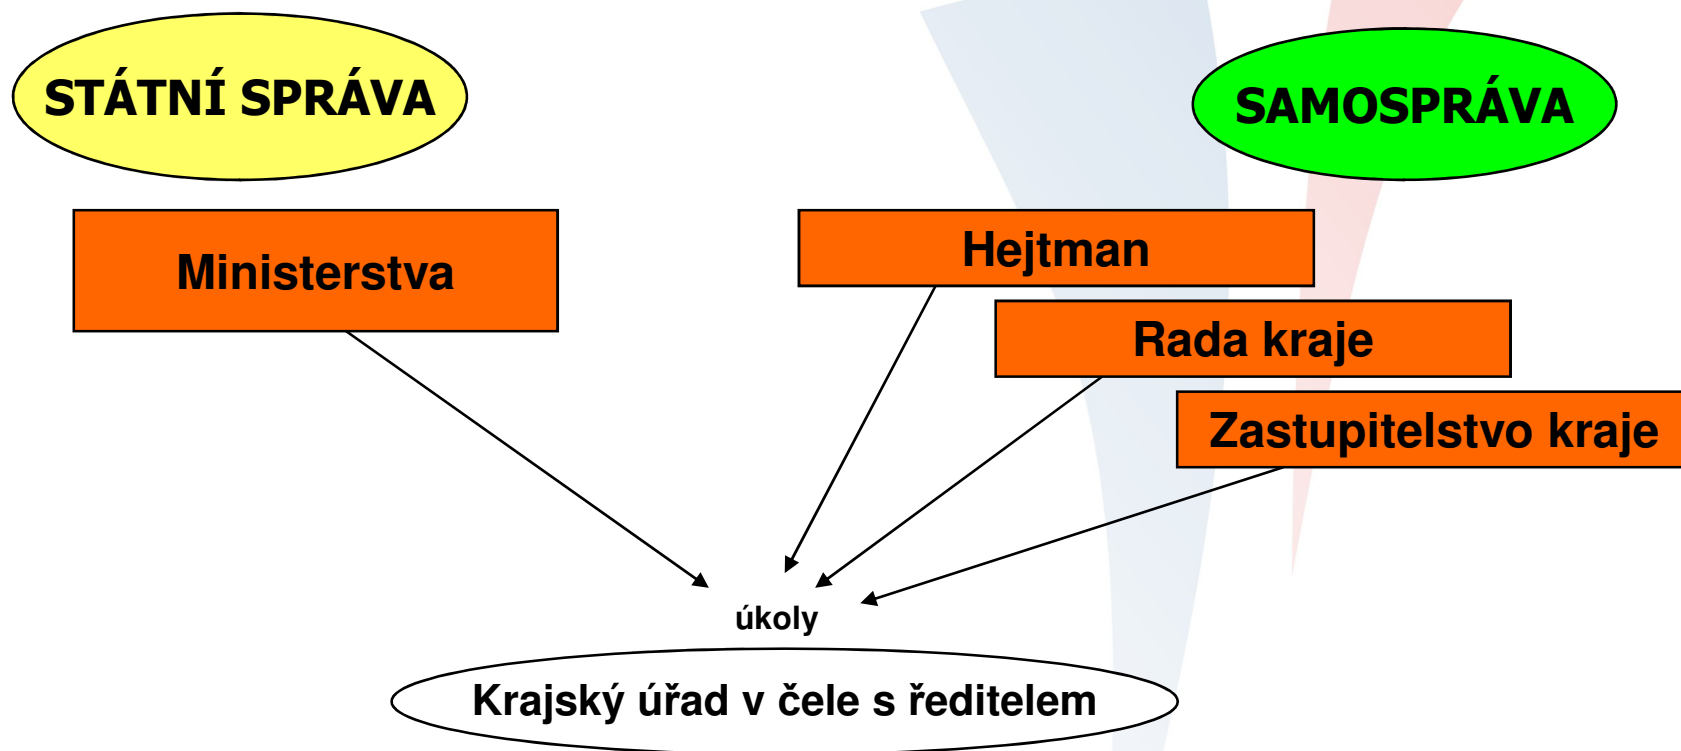 STÁTNÍ SPRÁVA
SAMOSPRÁVA
Ministerstva
Hejtman
Rada kraje
Zastupitelstvo kraje
úkoly
Krajský úřad v čele s ředitelem